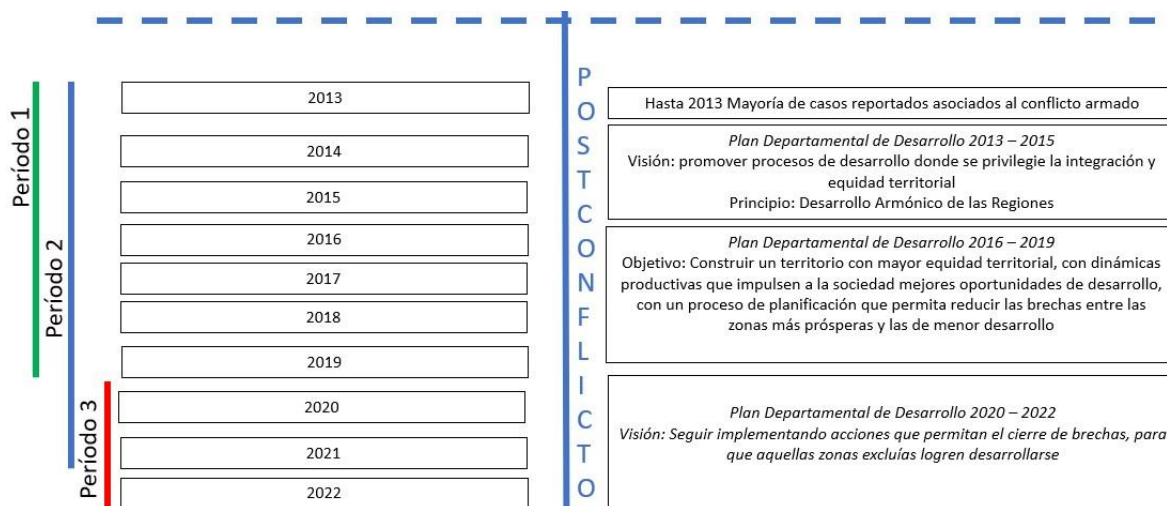 Período 1
Período 2
Período 3
2013
2014
2015
2016
2017
2018
2019
2020
2021
2022
POSTCONFLICTO
Hasta 2013 Mayoría de casos reportados asociados al conflicto armado
Plan Departamental de Desarrollo 2013 – 2015
Visión: promover procesos de desarrollo donde se privilegie la integración y
equidad territorial
Principio: Desarrollo Armónico de las Regiones
Plan Departamental de Desarrollo 2016 – 2019
Objetivo: Construir un territorio con mayor equidad territorial, con dinámicas
productivas que impulsen a la sociedad mejores oportunidades de desarrollo,
con un proceso de planificación que permita reducir las brechas entre las
zonas más prósperas y las de menor desarrollo
Plan Departamental de Desarrollo 2020 – 2022
Visión: Seguir implementando acciones que permitan el cierre de brechas, para
que aquellas zonas excluías logren desarrollarse